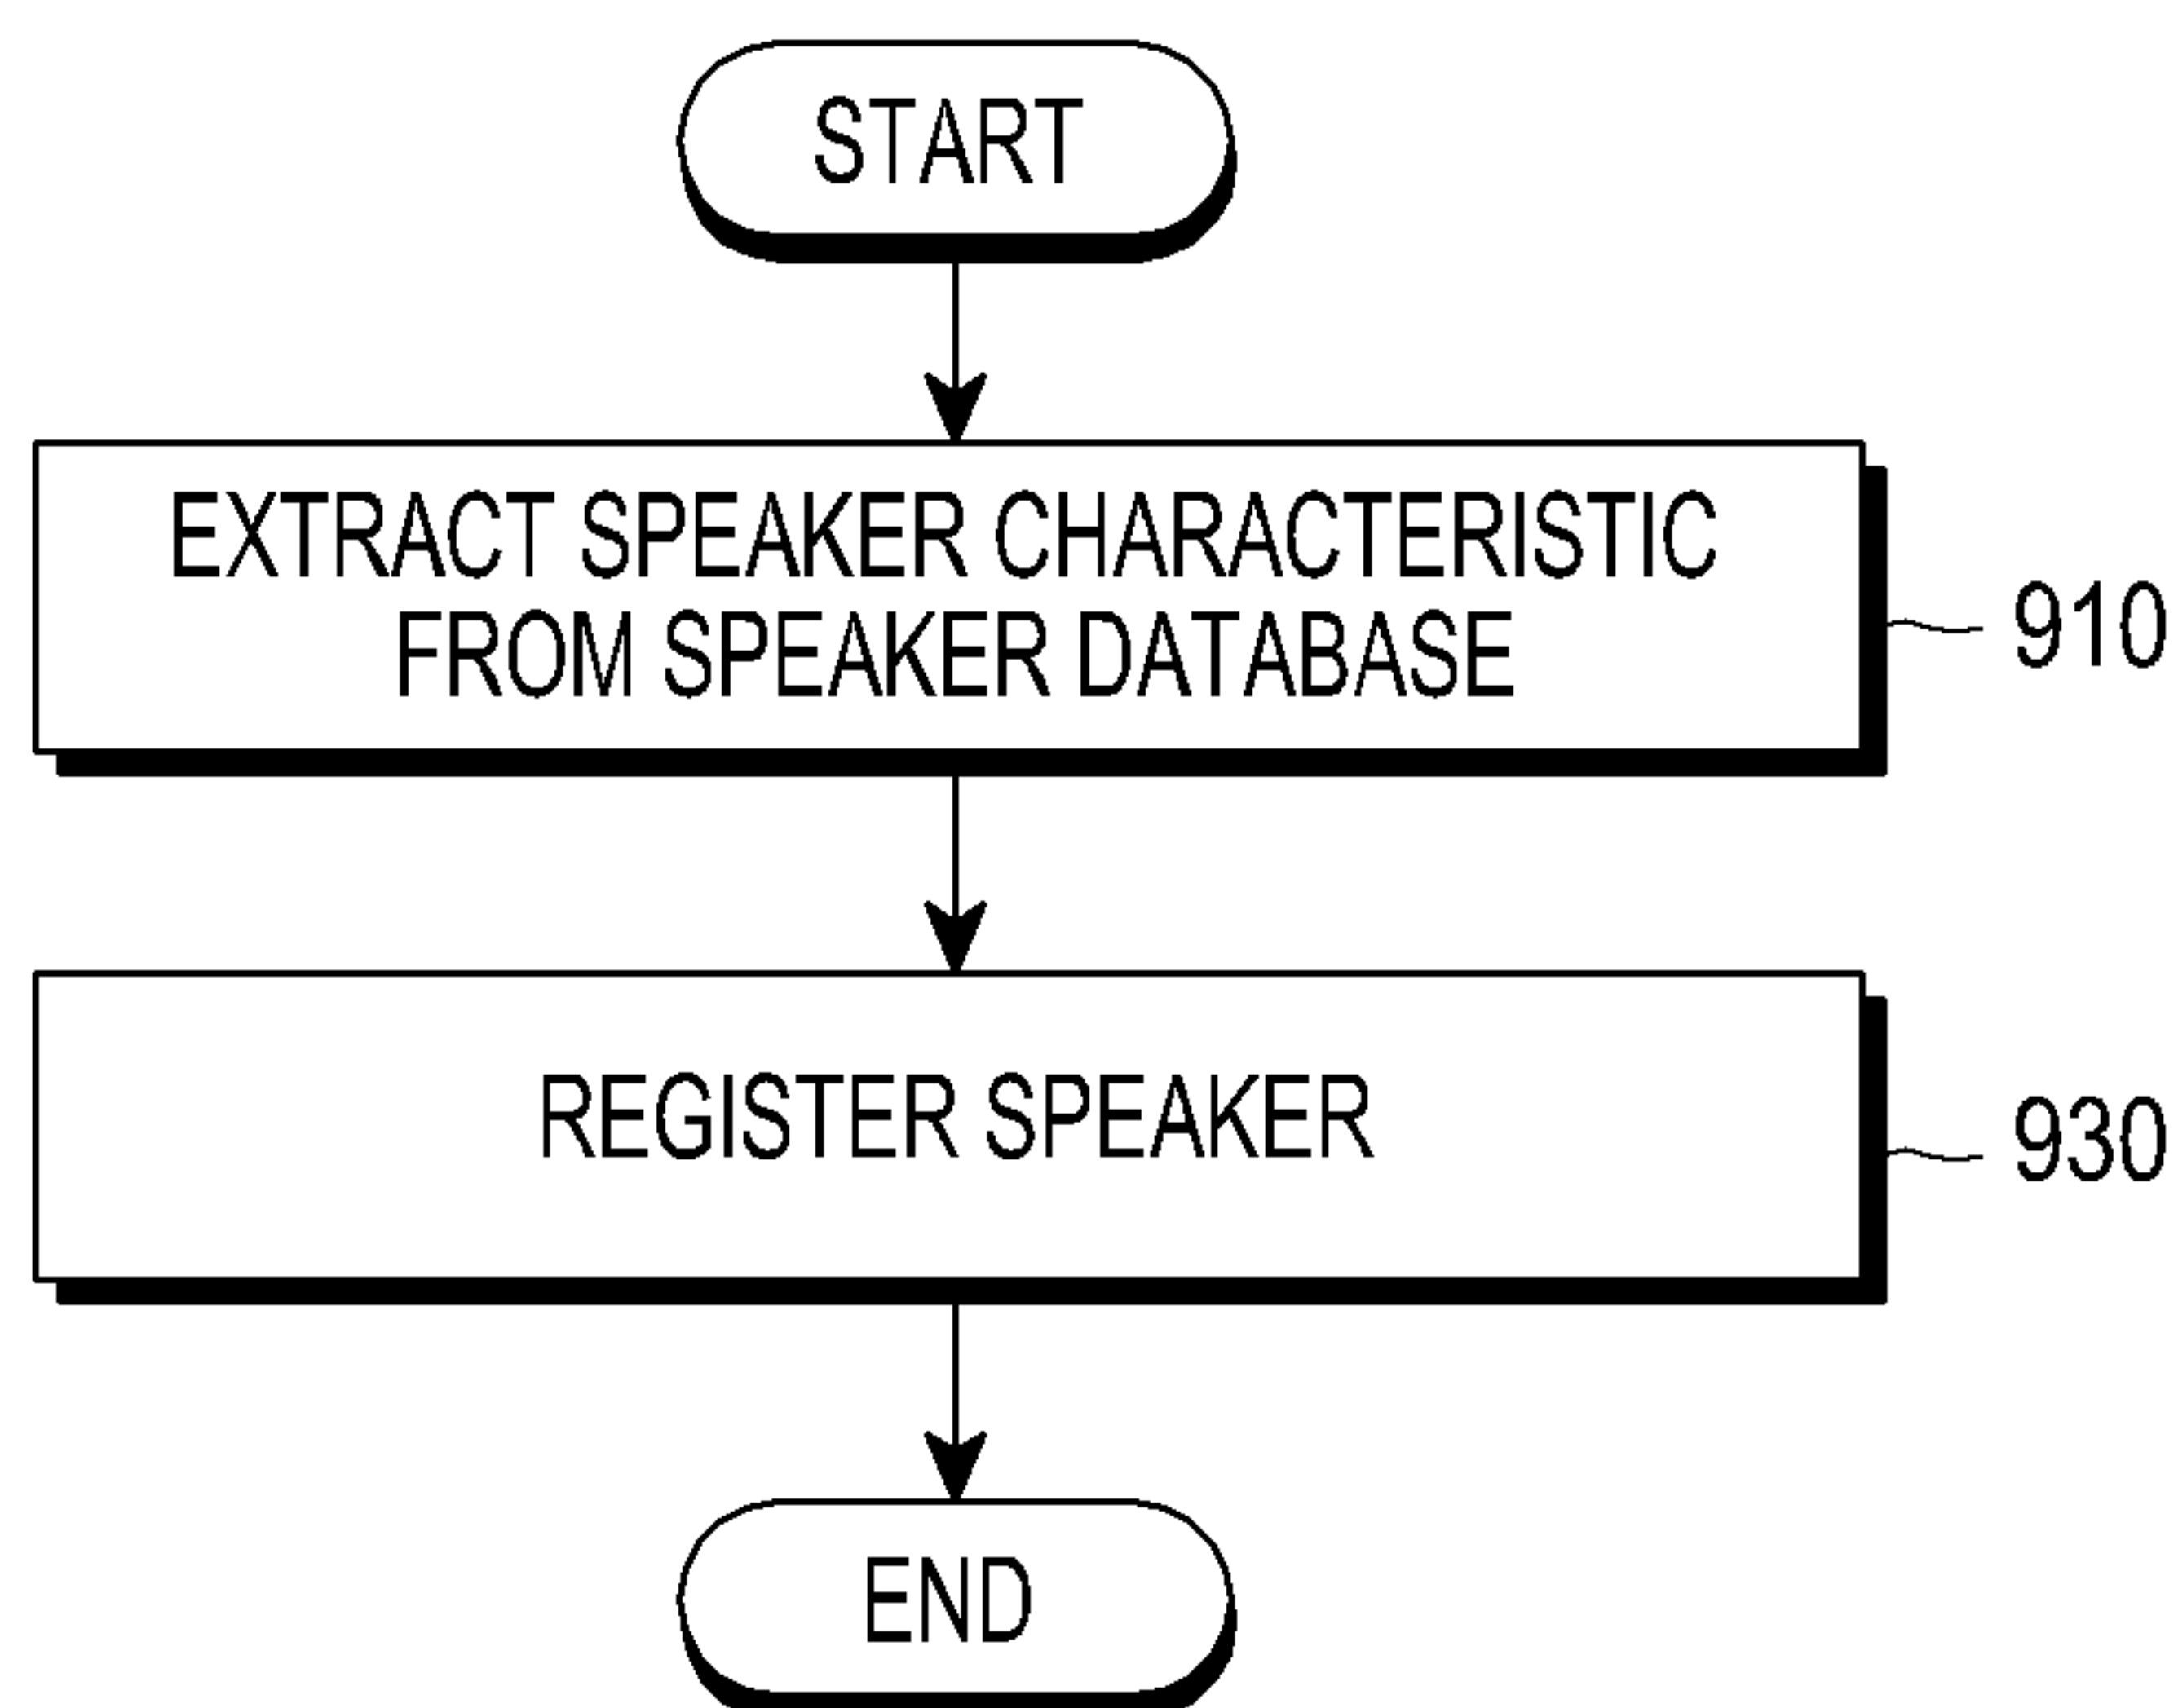 START
EXTRACT SPEAKER CHARACTERISTIC
FROM SPEAKER DATABASE
910
REGISTER SPEAKER
930
END